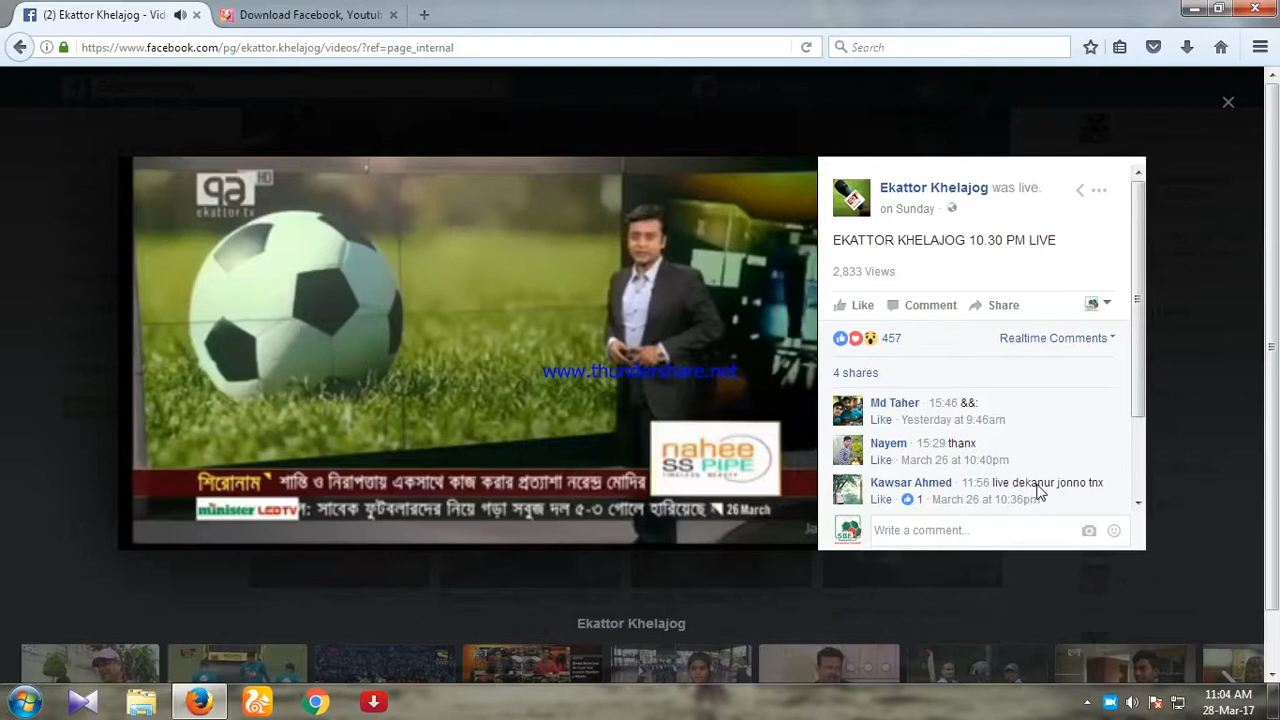 (2) Ekattor Khelajog - Vid
Download Facebook, Youtub
https://www.facebook.com/pg/ekattor.khelajog/videos/?ref=page_internal
Search
HD
ekattor.tv
www.thundershare.net
nahee
SS PIPE
TIMELESS BEAUTY
শিরোনাম শান্তি ও নিরাপত্তায় একসাথে কাজ করার প্রত্যাশা নরেন্দ্র মোদির
minister LEDTV : সাবেক ফুটবলারদের নিয়ে গড়া সবুজ দল ৫-৩ গোলে হারিয়েছে 26 March
Ekattor Khelajog was live.
on Sunday
EKATTOR KHELAJOG 10.30 PM LIVE
2,833 Views
Like Comment Share
457 Realtime Comments
4 shares
Md Taher · 15:46 &&:
Like · Yesterday at 9:46am
Nayem · 15:29 thanx
Like · March 26 at 10:40pm
Kawsar Ahmed · 11:56 live dekanur jonno tnx
Like · 1 · March 26 at 10:36pm
Write a comment...
Ekattor Khelajog
11:04 AM
28-Mar-17